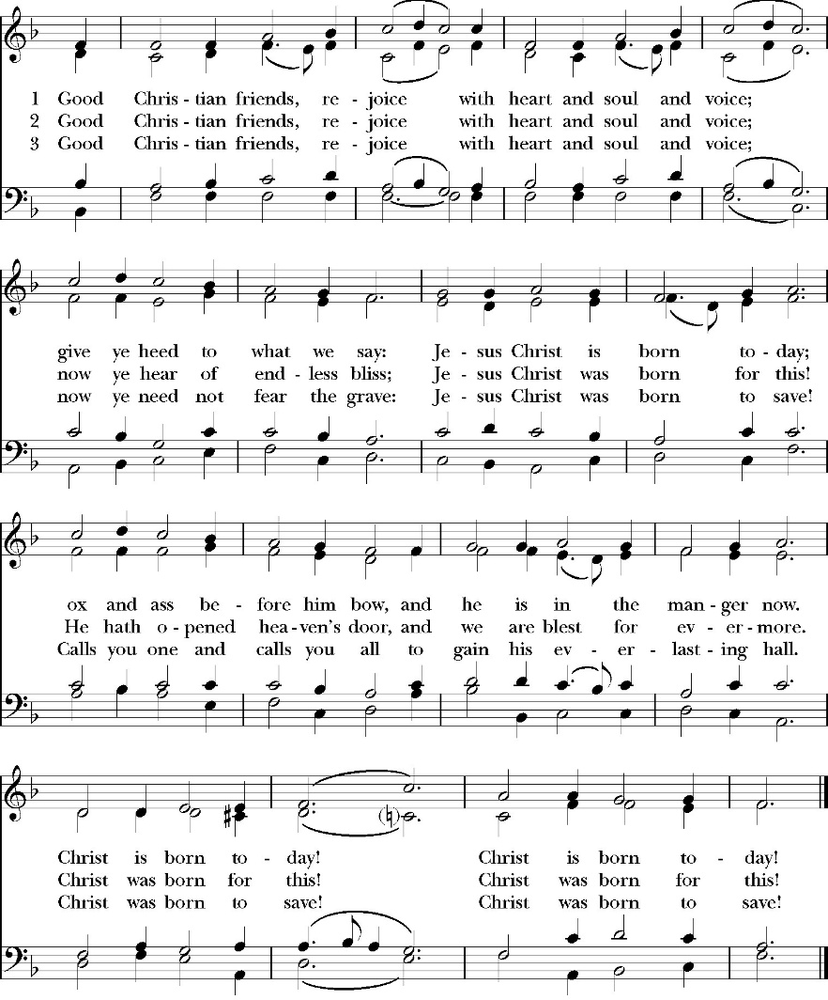 1 Good Chris - tian friends, re - joice with heart and soul and voice;
2 Good Chris - tian friends, re - joice with heart and soul and voice;
3 Good Chris - tian friends, re - joice with heart and soul and voice;
give ye heed to what we say: Je - sus Christ is born to - day;
now ye hear of end - less bliss; Je - sus Christ was born for this!
now ye need not fear the grave: Je - sus Christ was born to save!
ox and ass be - fore him bow, and he is in the man - ger now.
He hath o - pened hea - ven's door, and we are blest for ev - er - more.
Calls you one and calls you all to gain his ev - er - last - ing hall.
Christ is born to - day! Christ is born to - day!
Christ was born for this! Christ was born for this!
Christ was born to save! Christ was born to save!